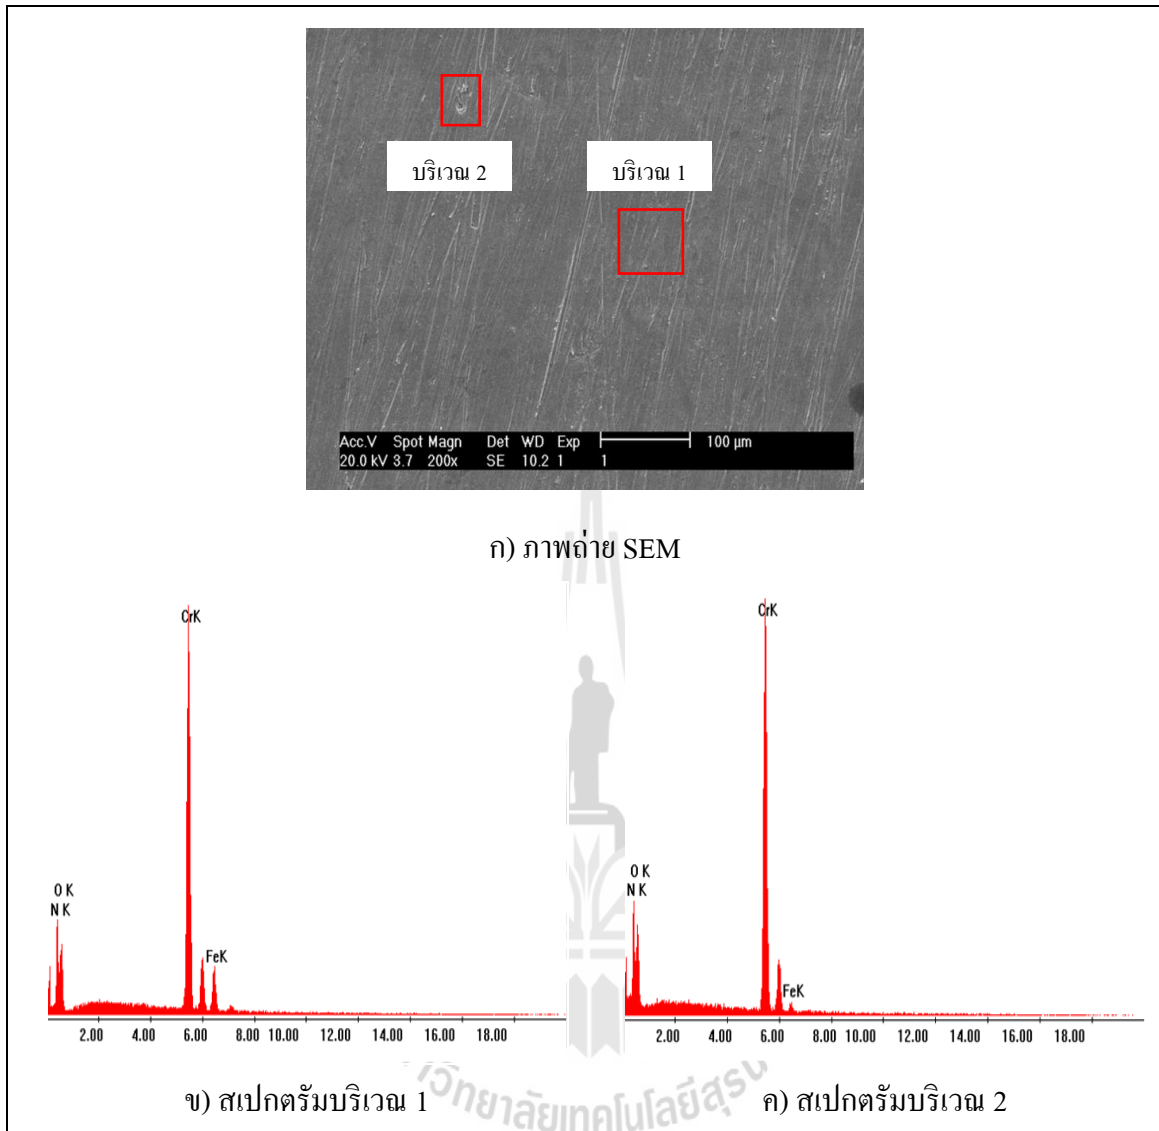 บริเวณ 2 บริเวณ 1
Acc.V Spot Magn Det WD Exp 100 µm
20.0 kV 3.7 200x SE 10.2 1 1
ก) ภาพถ่าย SEM
CrK
O K
N K
FeK
2.00 4.00 6.00 8.00 10.00 12.00 14.00 16.00 18.00
CrK
O K
N K
FeK
2.00 4.00 6.00 8.00 10.00 12.00 14.00 16.00 18.00
ข) สเปกตรัมบริเวณ 1
ค) สเปกตรัมบริเวณ 2